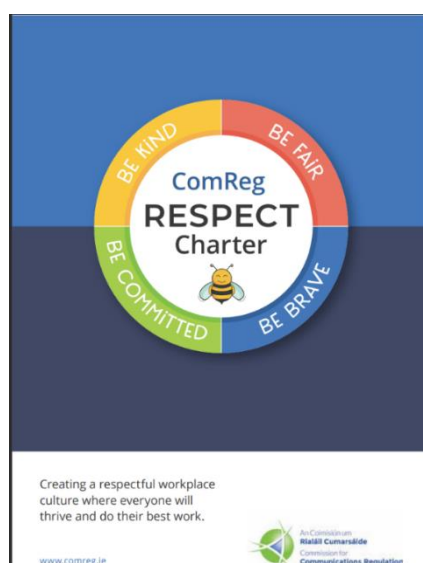 BE KIND
BE FAIR
ComReg
RESPECT
Charter
BE COMMITTED
BE BRAVE
Creating a respectful workplace
culture where everyone will
thrive and do their best work.
An Coimisiún um
Rialáil Cumarsáide
Commission for
Communications Regulation
www.comreg.ie